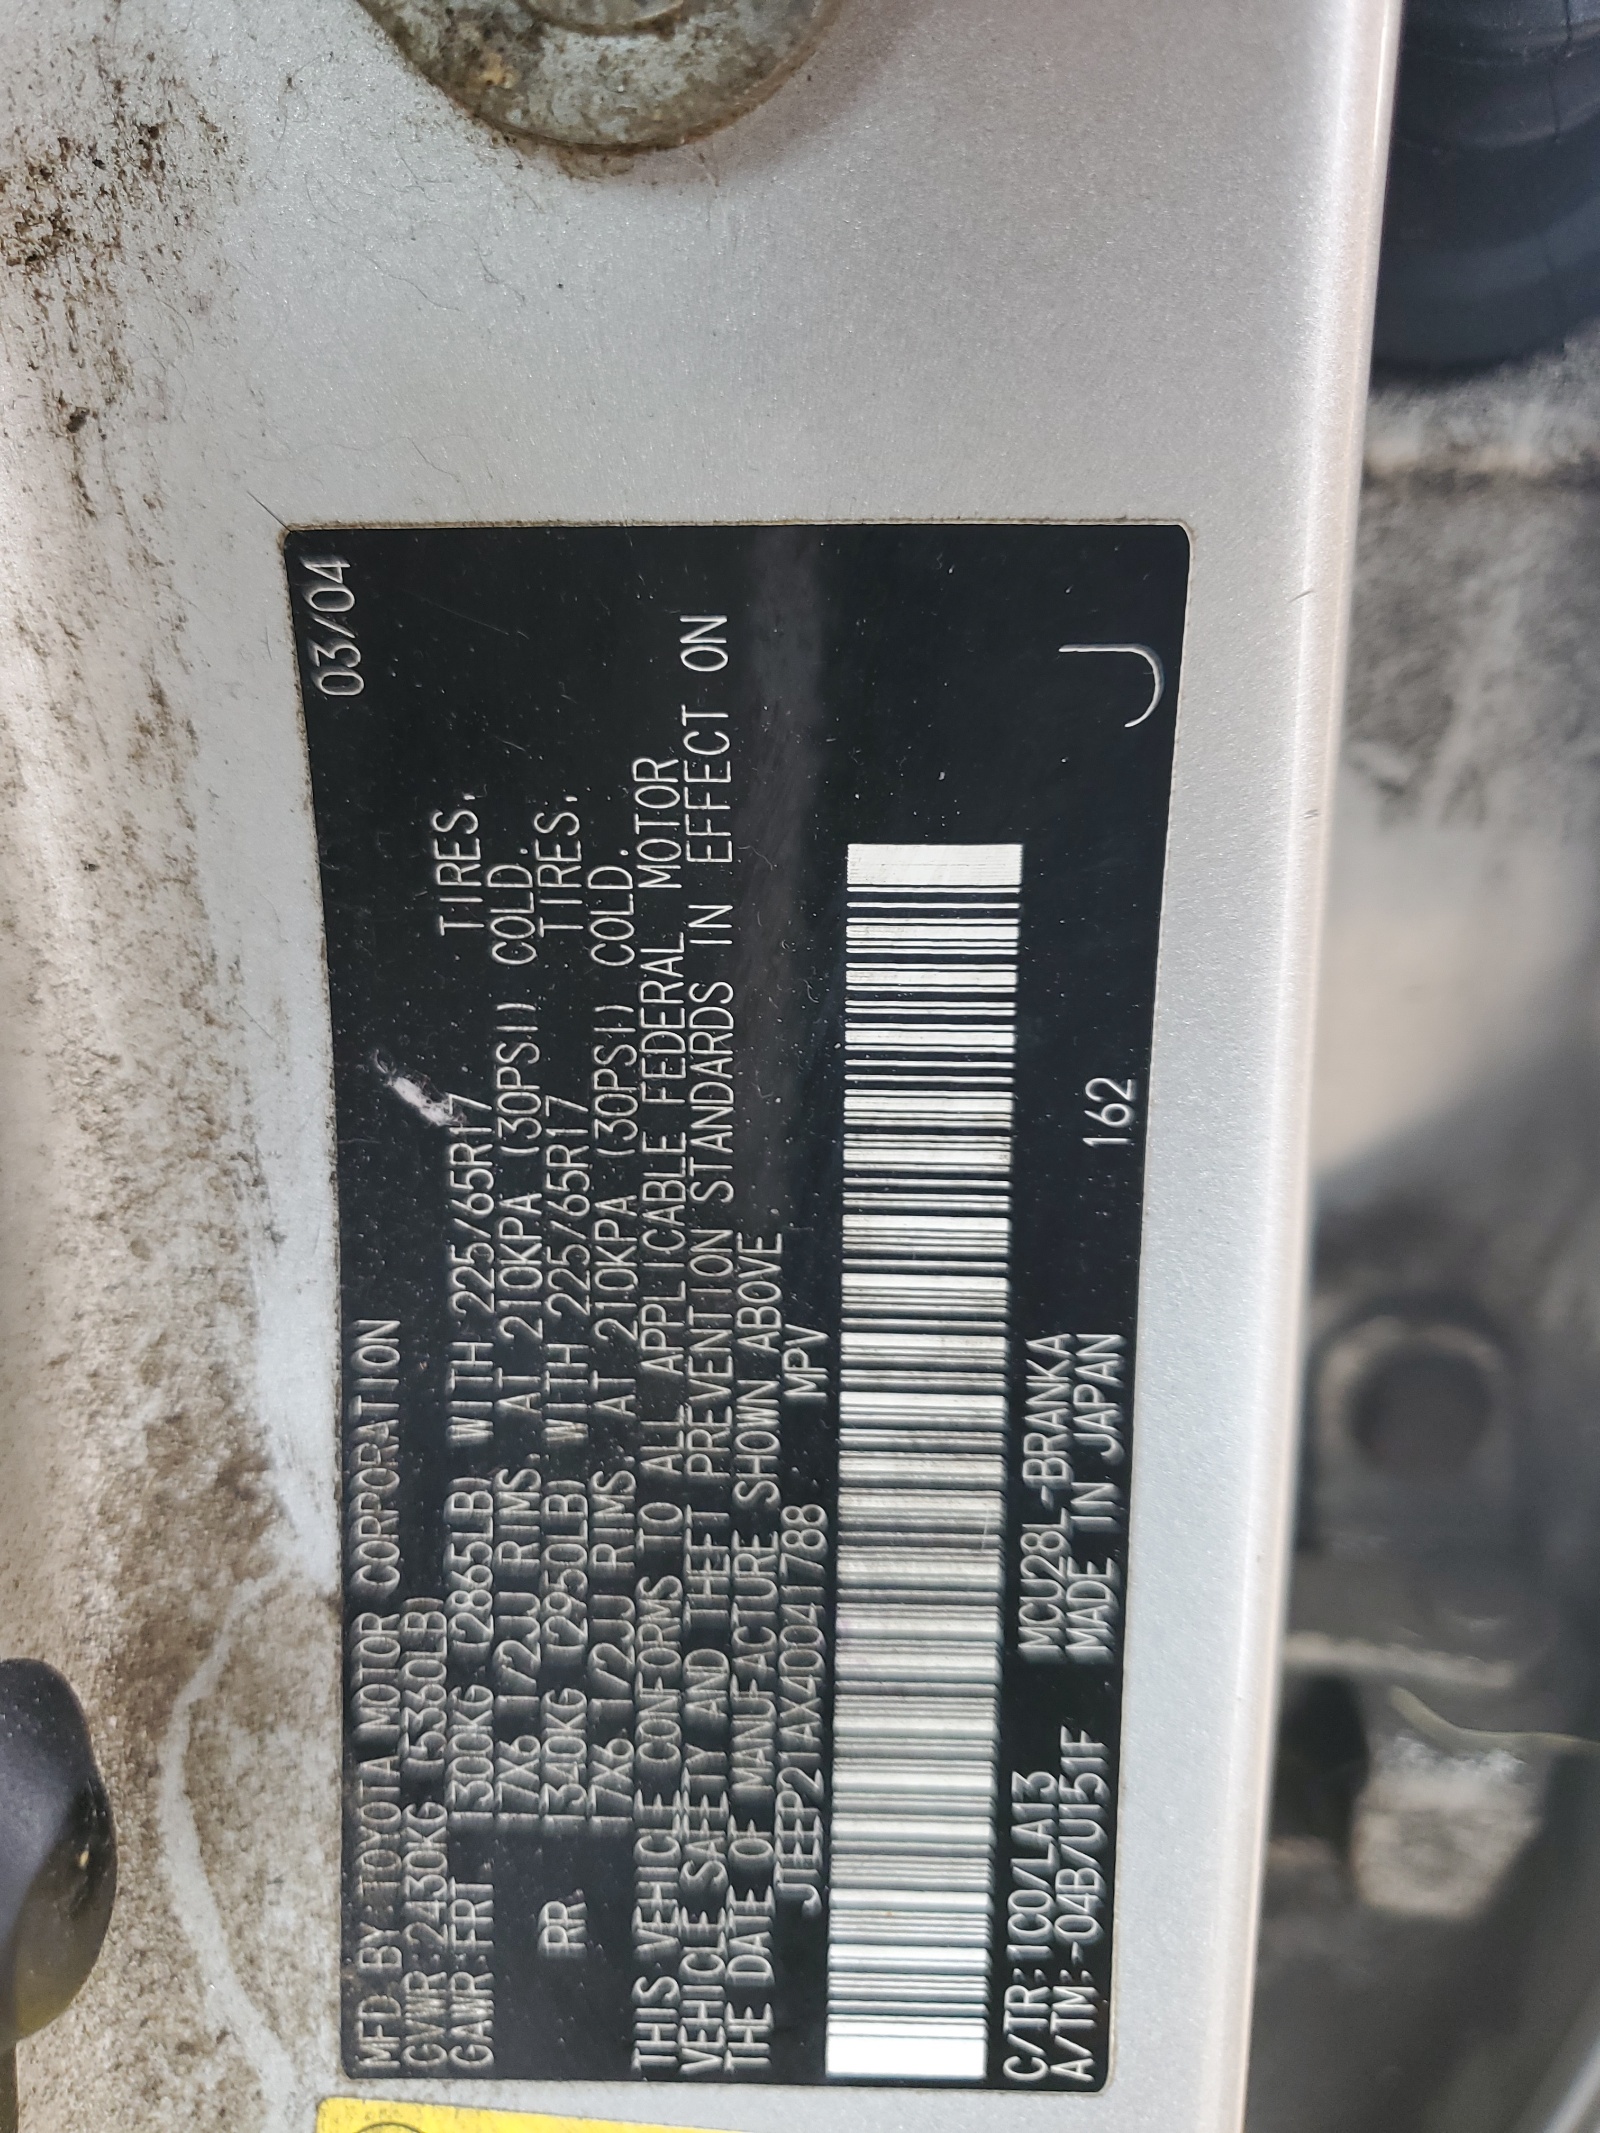 MFD. BY: TOYOTA MOTOR CORPORATION 03/04
GVWR: 2430KG (5360LB)
GAWR: FRT 1300KG (2865LB) WITH 225/65R17 TIRES,
17X6 1/2JJ RIMS, AT 210KPA (30PSI) COLD.
RR 1340KG (2950LB) WITH 225/65R17 TIRES,
17X6 1/2JJ RIMS, AT 210KPA (30PSI) COLD.
THIS VEHICLE CONFORMS TO ALL APPLICABLE FEDERAL MOTOR
VEHICLE SAFETY AND THEFT PREVENTION STANDARDS IN EFFECT ON
THE DATE OF MANUFACTURE SHOWN ABOVE.
JTEEP21AX40041788 MPV
C/TR: 1C0/LA13 MCU28L-BRANKA
A/TM: -04B/U151F MADE IN JAPAN 162
J